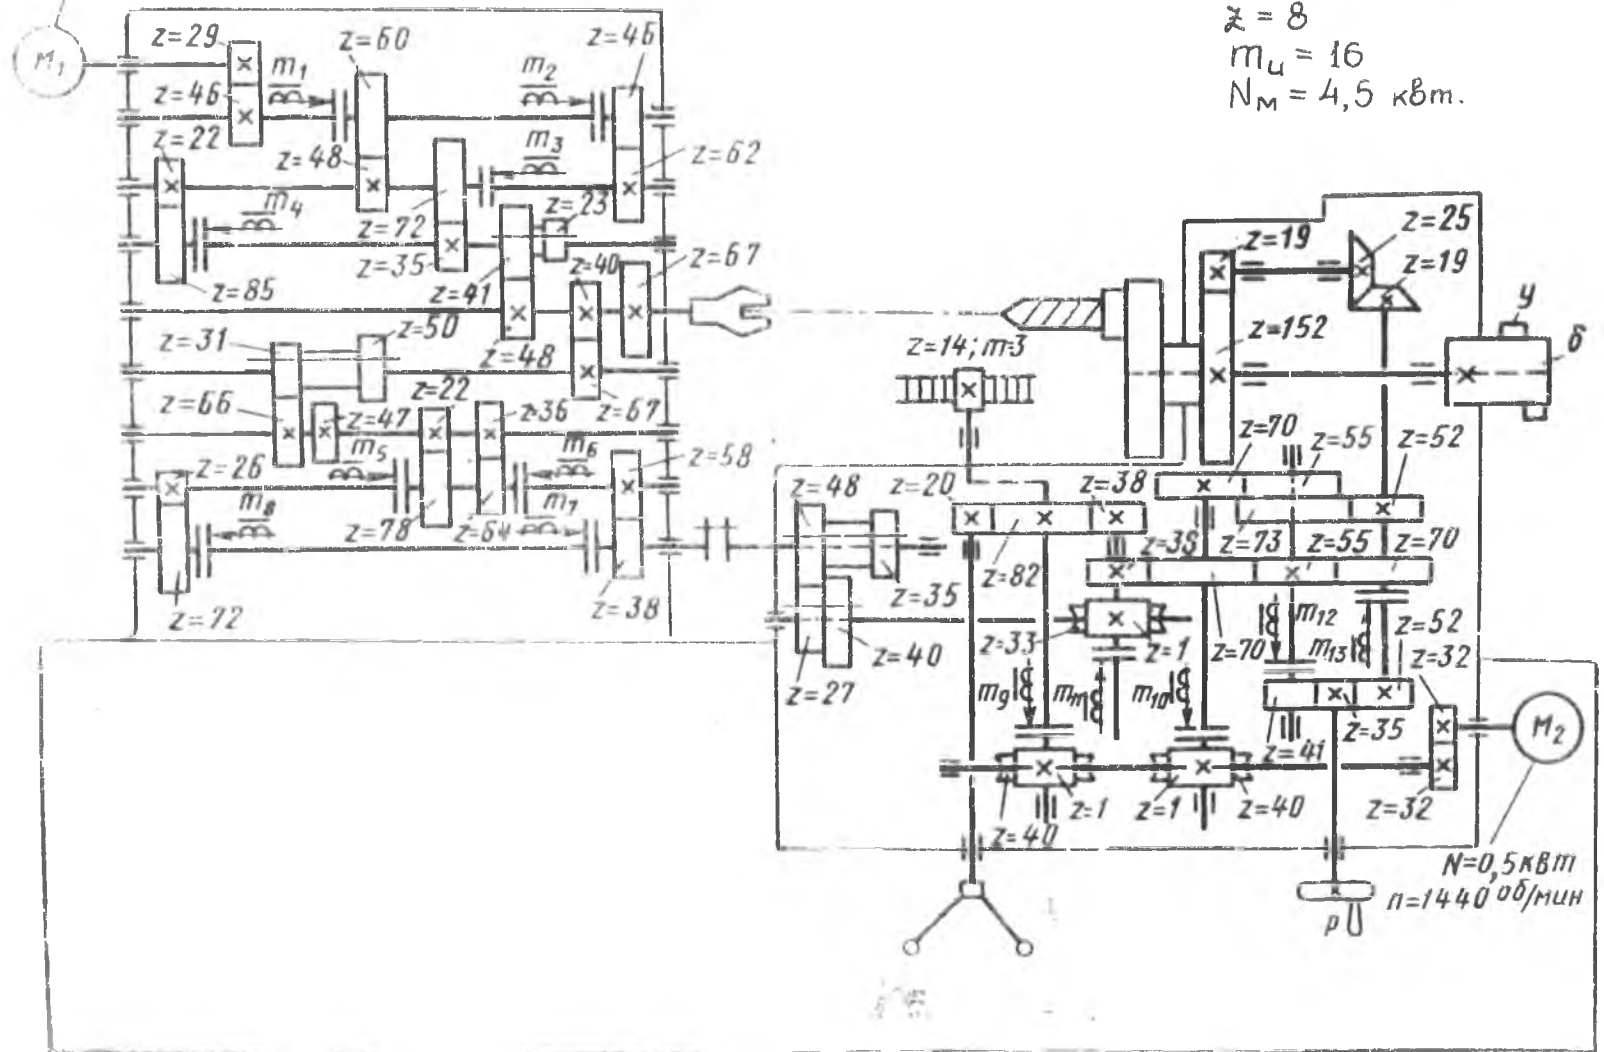 z = 8
mц = 16
Nм = 4,5 квт.
M1
z=29
z=60
z=46
m1
m2
z=46
z=22
z=48
m3
z=62
m4
z=72
z=23
z=35
z=40
z=67
z=85
z=41
z=50
z=31
z=48
z=19
z=25
z=19
у
б
z=14; m-3
z=152
z=66
z=47
z=22
z=36
z=67
z=70
z=55
z=52
z=26
m5
m6
z=58
m8
m7
z=78
z=64
z=48
z=20
z=38
z=38
z=73
z=55
z=70
z=82
z=35
z=72
z=38
z=40
z=27
z=33
z=1
z=70
m12
m13
z=52
z=32
m9
m11
m10
z=41
z=35
M2
z=40
z=1
z=1
z=40
z=32
N=0,5 квт
n=1440 об/мин
р